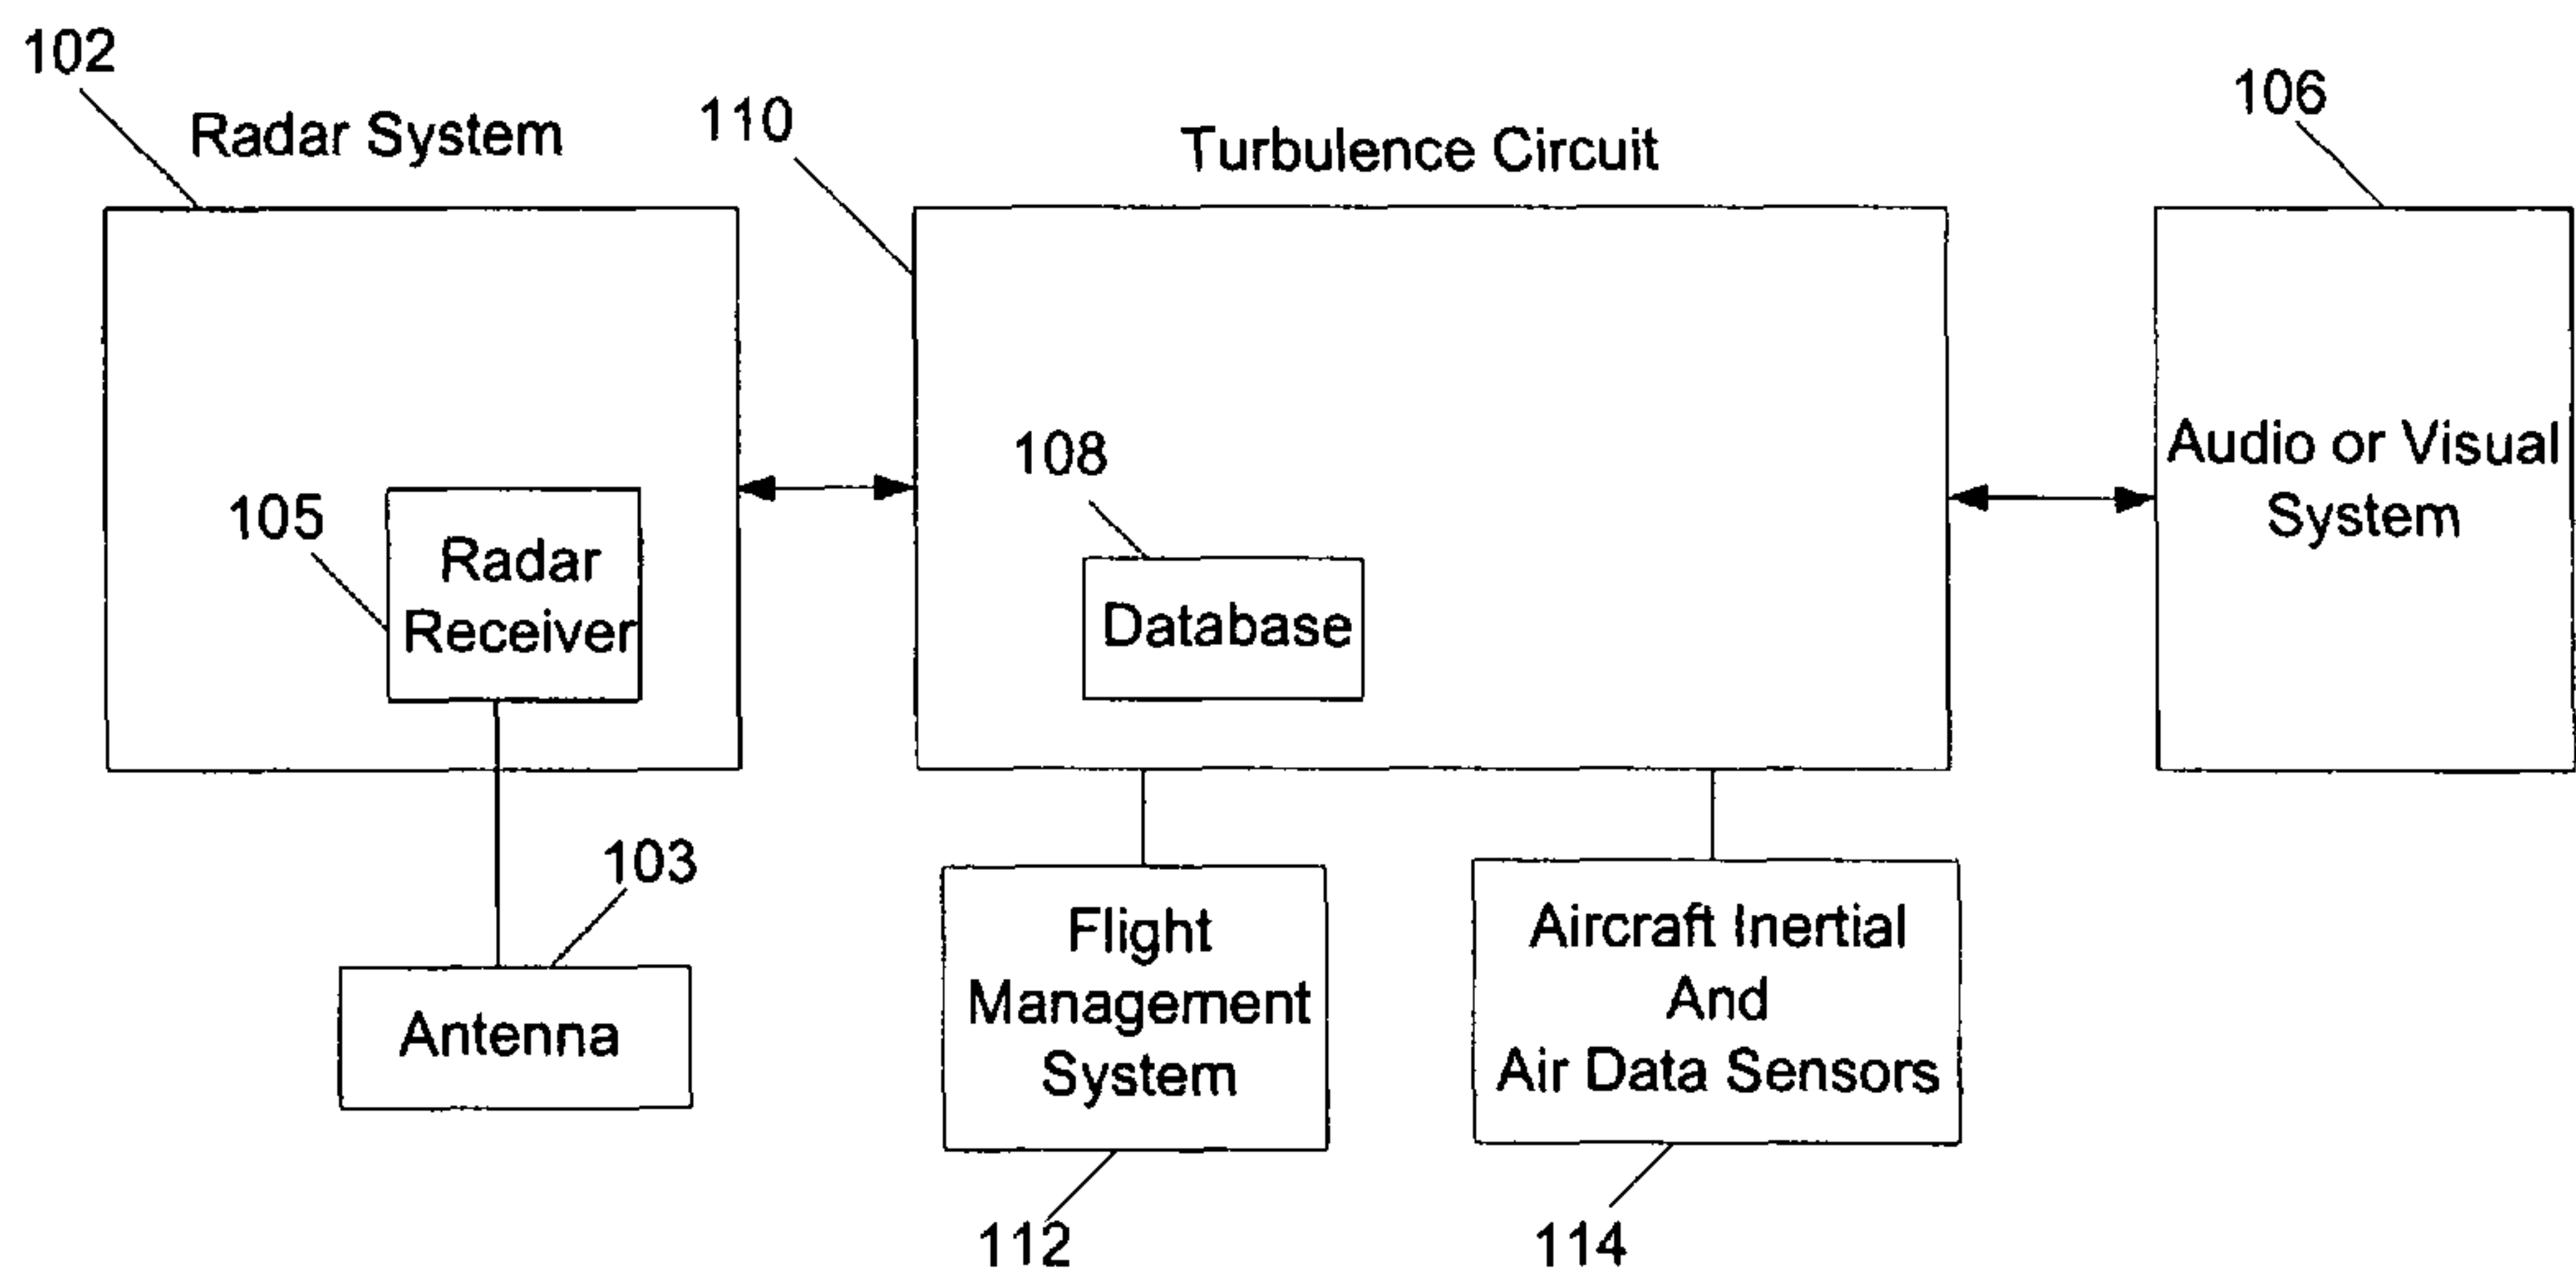 102
Radar System
110
Turbulence Circuit
106
105
Radar
Receiver
108
Database
Audio or Visual
System
103
Antenna
Flight
Management
System
Aircraft Inertial
And
Air Data Sensors
112
114